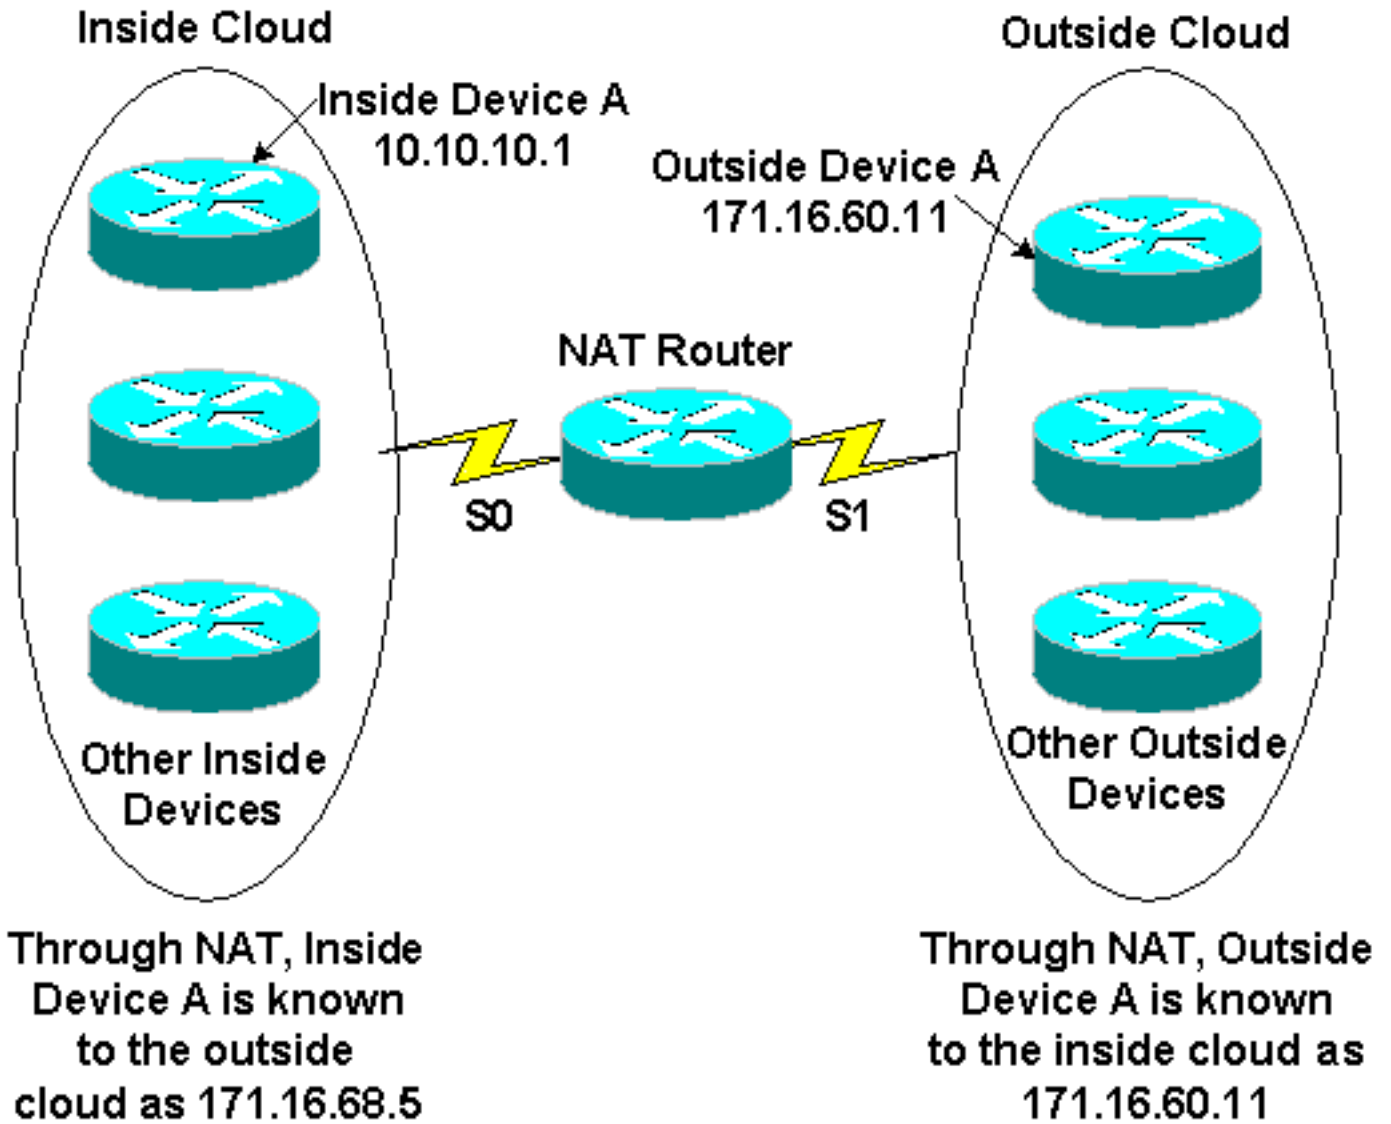 Inside Cloud
Outside Cloud
Inside Device A
10.10.10.1
Outside Device A
171.16.60.11
NAT Router
S0
S1
Other Inside
Devices
Other Outside
Devices
Through NAT, Inside
Device A is known
to the outside
cloud as 171.16.68.5
Through NAT, Outside
Device A is known
to the inside cloud as
171.16.60.11